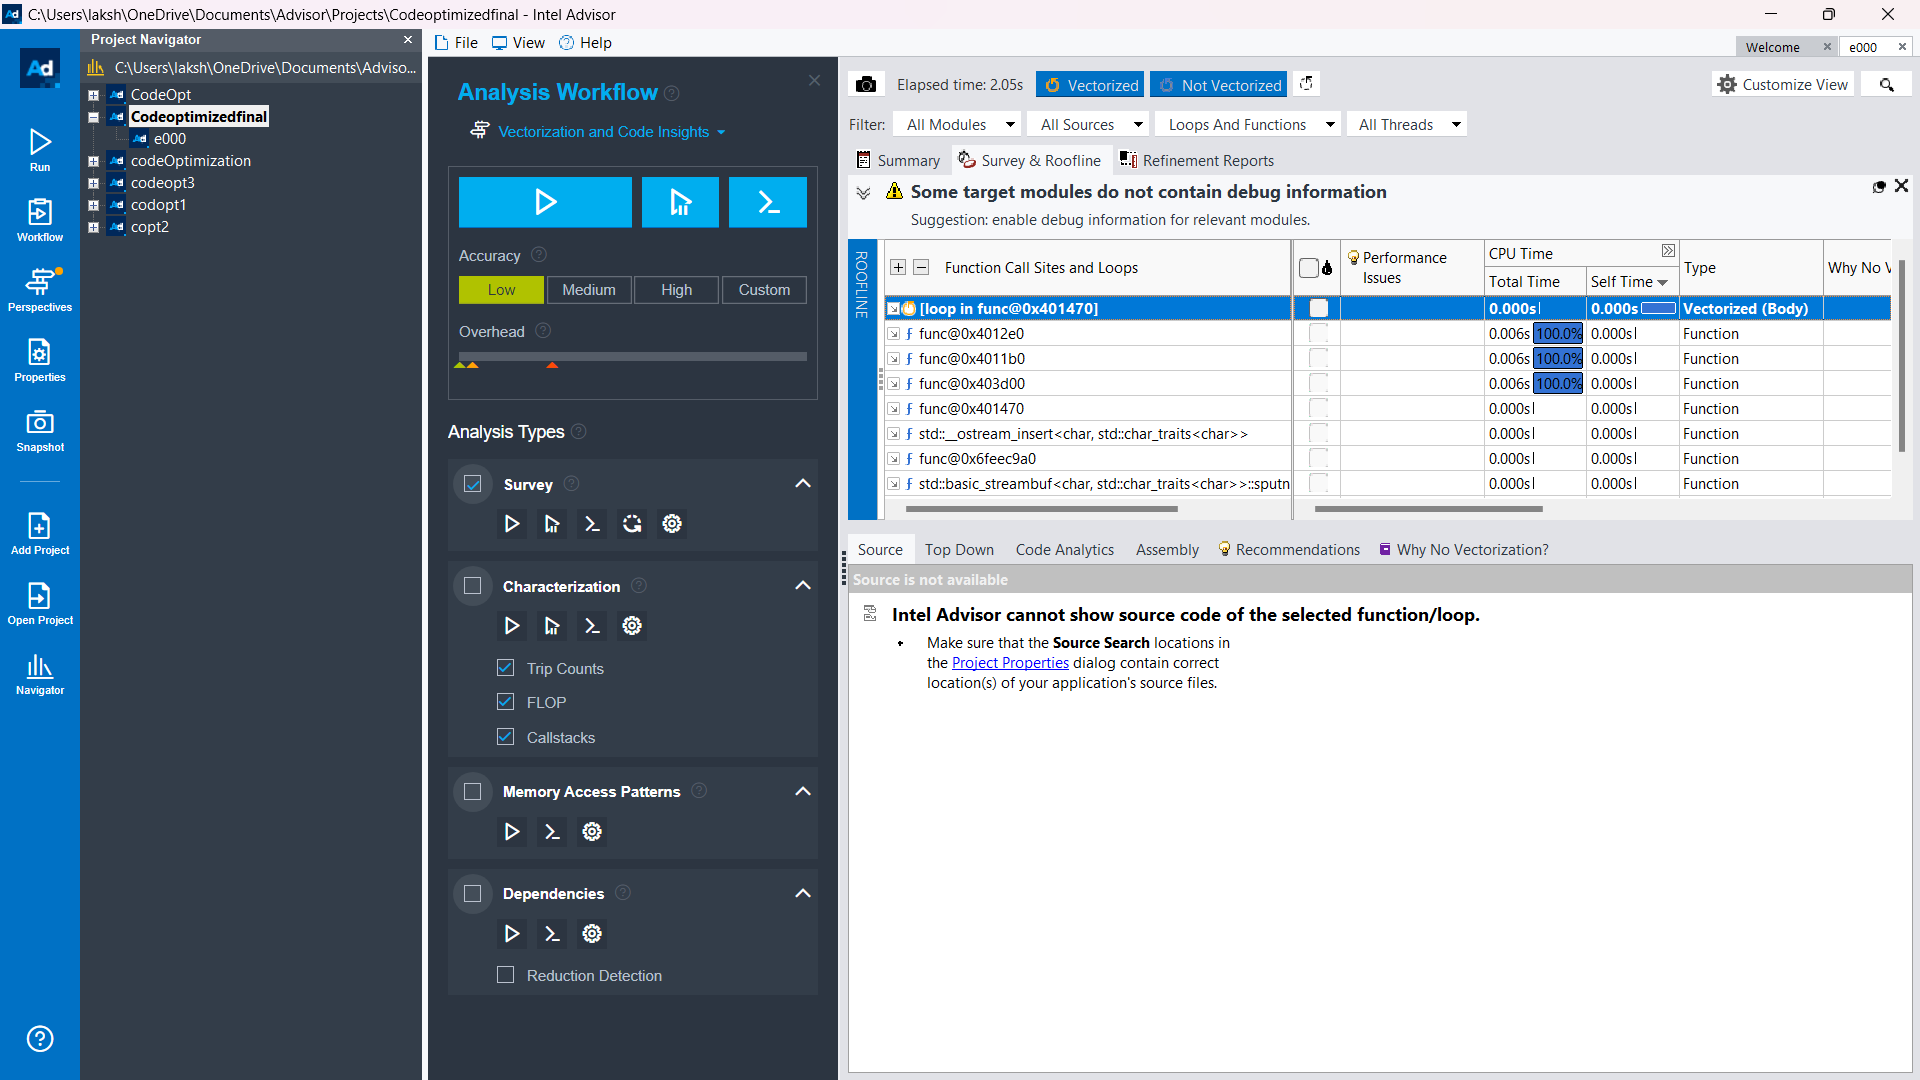 C:\Users\laksh\OneDrive\Documents\Advisor\Projects\Codeoptimizedfinal - Intel Advisor
Ad
Run
Workflow
Perspectives
Properties
Snapshot
Add Project
Open Project
Navigator
Project Navigator
C:\Users\laksh\OneDrive\Documents\Adviso...
CodeOpt
Codeoptimizedfinal
e000
codeOptimization
codeopt3
codopt1
copt2
File View Help
Welcome
e000
Analysis Workflow
Vectorization and Code Insights
Accuracy
Low Medium High Custom
Overhead
Analysis Types
Survey
Characterization
Trip Counts
FLOP
Callstacks
Memory Access Patterns
Dependencies
Reduction Detection
Elapsed time: 2.05s Vectorized Not Vectorized Customize View
Filter: All Modules All Sources Loops And Functions All Threads
Summary Survey & Roofline Refinement Reports
Some target modules do not contain debug information
Suggestion: enable debug information for relevant modules.
ROOFLINE
+ - Function Call Sites and Loops Performance Issues CPU Time Type Why No V
Total Time Self Time
[loop in func@0x401470] 0.000s 0.000s Vectorized (Body)
func@0x4012e0 0.006s 100.0% 0.000s Function
func@0x4011b0 0.006s 100.0% 0.000s Function
func@0x403d00 0.006s 100.0% 0.000s Function
func@0x401470 0.000s 0.000s Function
std::__ostream_insert<char, std::char_traits<char>> 0.000s 0.000s Function
func@0x6feec9a0 0.000s 0.000s Function
std::basic_streambuf<char, std::char_traits<char>>::sputn 0.000s 0.000s Function
Source Top Down Code Analytics Assembly Recommendations Why No Vectorization?
Source is not available
Intel Advisor cannot show source code of the selected function/loop.
• Make sure that the Source Search locations in
the Project Properties dialog contain correct
location(s) of your application's source files.